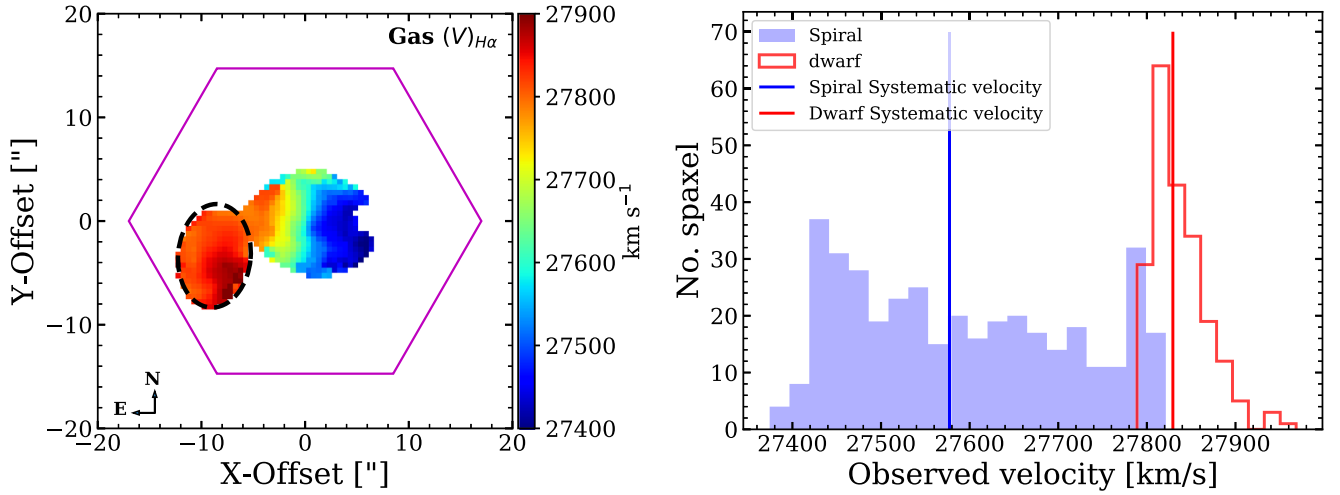 Gas (V)Hα
20
10
0
−10
−20
Y-Offset ["]
N
E
−20
−10
0
10
20
X-Offset ["]
27900
27800
27700
27600
27500
27400
km s⁻¹
70
60
50
40
30
20
10
0
No. spaxel
Spiral
dwarf
Spiral Systematic velocity
Dwarf Systematic velocity
27400
27500
27600
27700
27800
27900
Observed velocity [km/s]